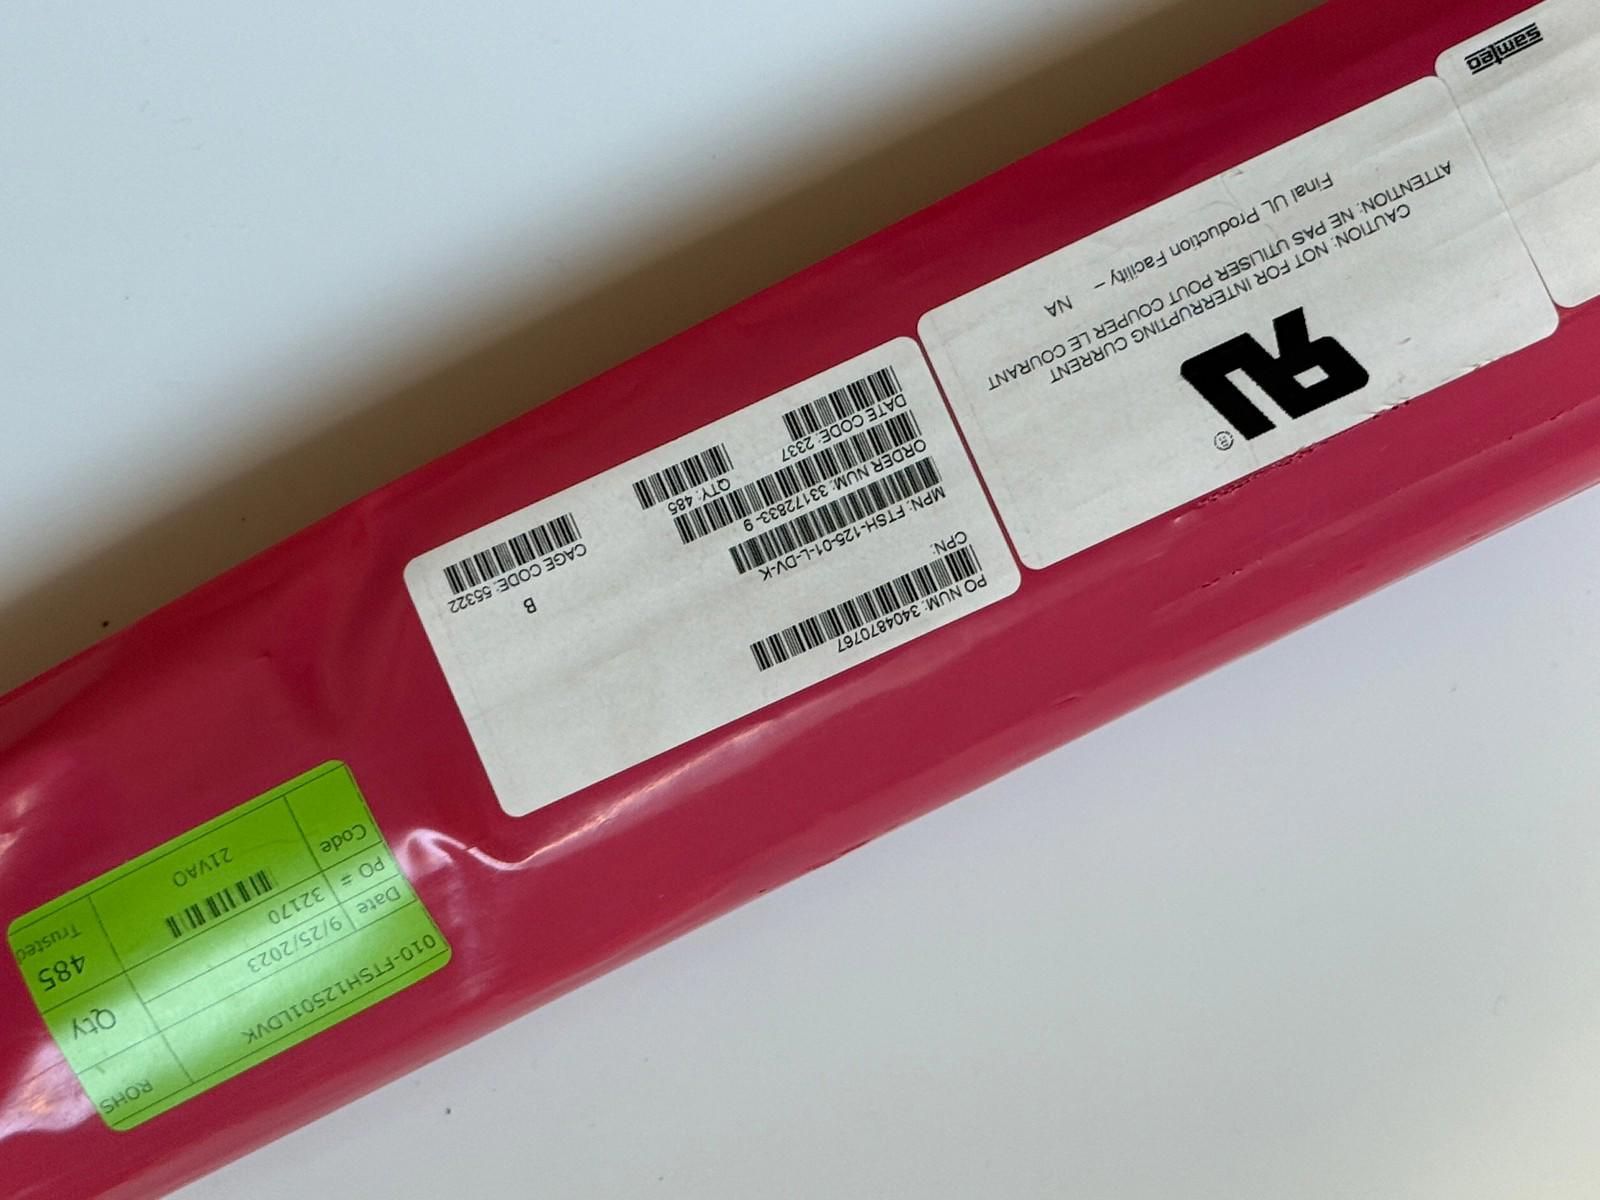 samtec
ATTENTION: NE PAS UTILISER POUT COUPER LE COURANT
CAUTION: NOT FOR INTERRUPTING CURRENT
Final UL Production Facility - NA
PO NUM: 3404870767
CPN:
MPN: FTSH-125-01-L-DV-K
ORDER NUM: 33172833-9
DATE CODE: 2337
QTY: 485
B
CAGE CODE: 55322
010-FTSH12501LDVK
ROHS
Date 9/25/2023
Qty
PO # 32170
485
Code 21VAO
Trusted